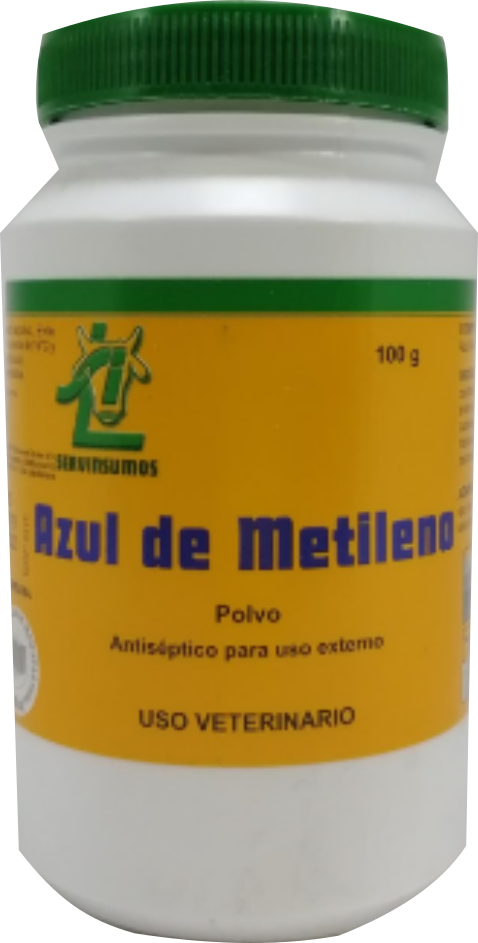 100 g
SERVINSUMOS
Azul de Metileno
Polvo
Antiséptico para uso externo
USO VETERINARIO